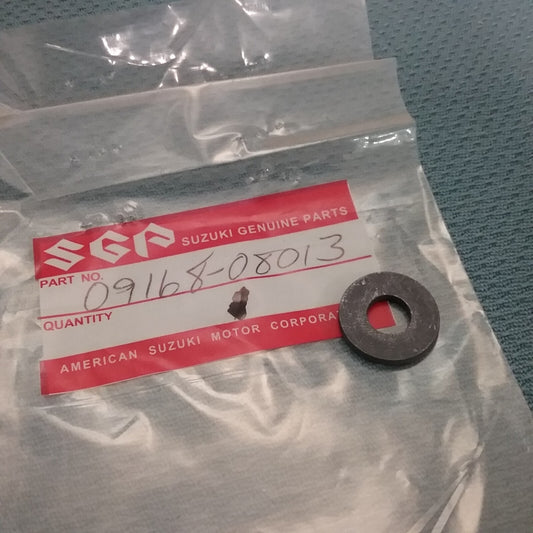 SGP SUZUKI GENUINE PARTS
PART NO. 09168-08013
QUANTITY
AMERICAN SUZUKI MOTOR CORPORA